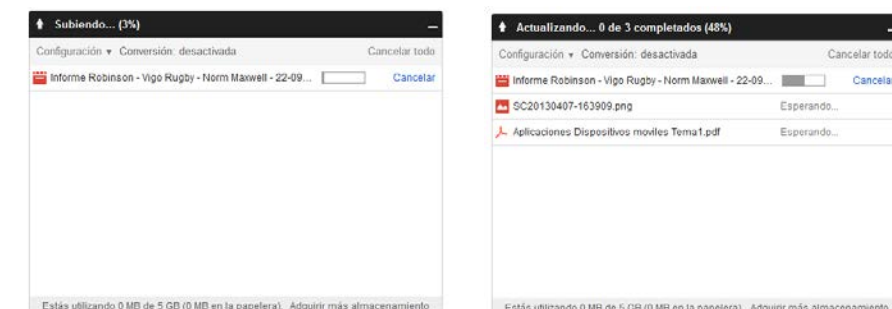 Subiendo... (3%)
Configuración ▾ Conversión: desactivada Cancelar todo
Informe Robinson - Vigo Rugby - Norm Maxwell - 22-09... Cancelar
Estás utilizando 0 MB de 5 GB (0 MB en la papelera). Adquirir más almacenamiento
Actualizando... 0 de 3 completados (48%)
Configuración ▾ Conversión: desactivada Cancelar todo
Informe Robinson - Vigo Rugby - Norm Maxwell - 22-09... Cancelar
SC20130407-163909.png Esperando...
Aplicaciones Dispositivos moviles Tema1.pdf Esperando...
Estás utilizando 0 MB de 5 GB (0 MB en la papelera). Adquirir más almacenamiento